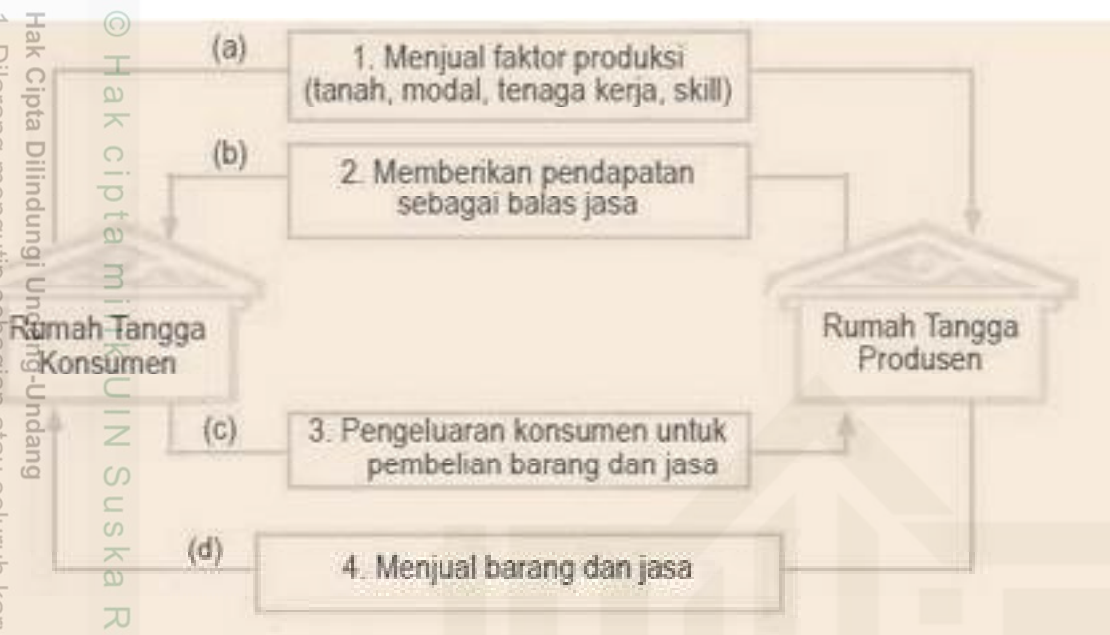 (a)
1. Menjual faktor produksi
(tanah, modal, tenaga kerja, skill)
(b)
2. Memberikan pendapatan
sebagai balas jasa
Rumah Tangga
Konsumen
Rumah Tangga
Produsen
(c)
3. Pengeluaran konsumen untuk
pembelian barang dan jasa
(d)
4. Menjual barang dan jasa
© Hak cipta milik UIN Suska R
Hak Cipta Dilindungi Undang-Undang